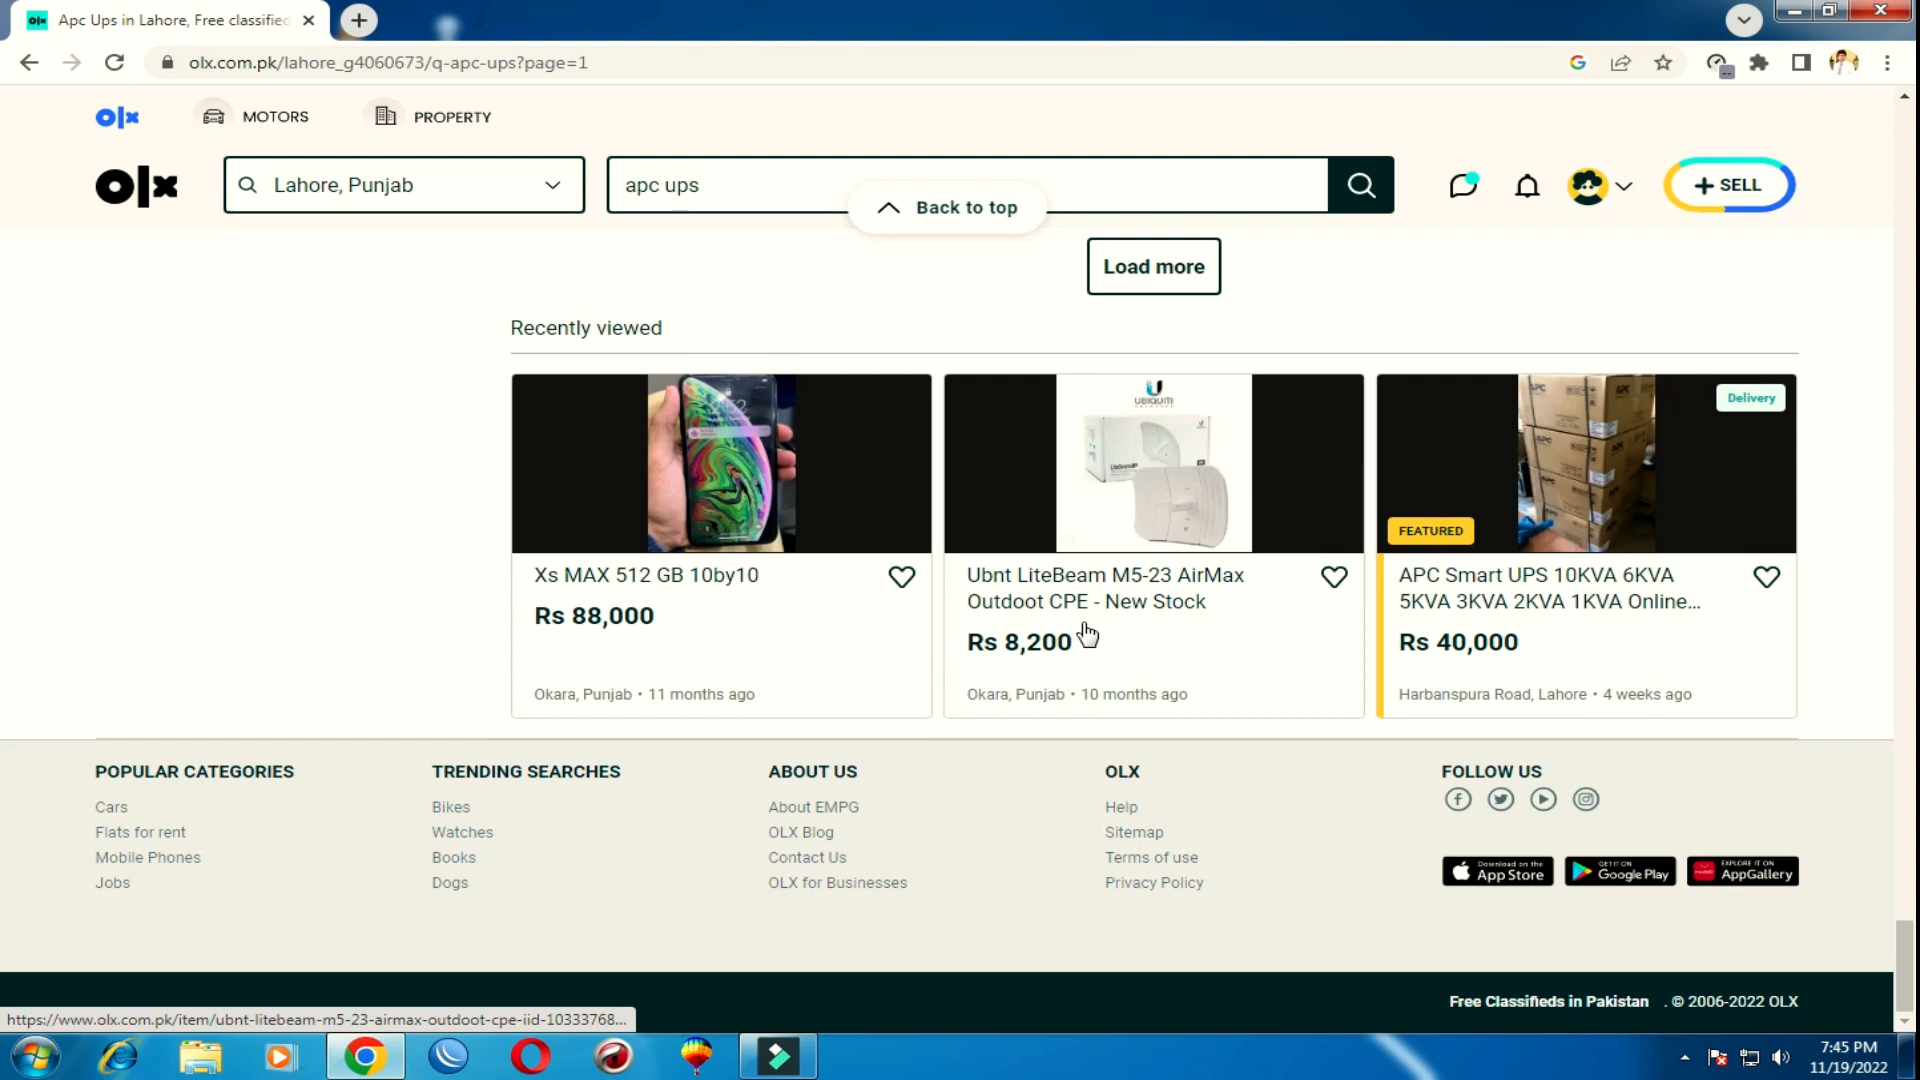 Apc Ups in Lahore, Free classified
olx.com.pk/lahore_g4060673/q-apc-ups?page=1
olx MOTORS PROPERTY
olx Lahore, Punjab apc ups + SELL
Back to top
Load more
Recently viewed
UBIQUITI
NETWORKS
Delivery
FEATURED
Xs MAX 512 GB 10by10
Rs 88,000
Okara, Punjab • 11 months ago
Ubnt LiteBeam M5-23 AirMax
Outdoot CPE - New Stock
Rs 8,200
Okara, Punjab • 10 months ago
APC Smart UPS 10KVA 6KVA
5KVA 3KVA 2KVA 1KVA Online...
Rs 40,000
Harbanspura Road, Lahore • 4 weeks ago
POPULAR CATEGORIES
Cars
Flats for rent
Mobile Phones
Jobs
TRENDING SEARCHES
Bikes
Watches
Books
Dogs
ABOUT US
About EMPG
OLX Blog
Contact Us
OLX for Businesses
OLX
Help
Sitemap
Terms of use
Privacy Policy
FOLLOW US
Download on the
App Store
GET IT ON
Google Play
EXPLORE IT ON
AppGallery
Free Classifieds in Pakistan . © 2006-2022 OLX
https://www.olx.com.pk/item/ubnt-litebeam-m5-23-airmax-outdoot-cpe-iid-10333768...
7:45 PM
11/19/2022